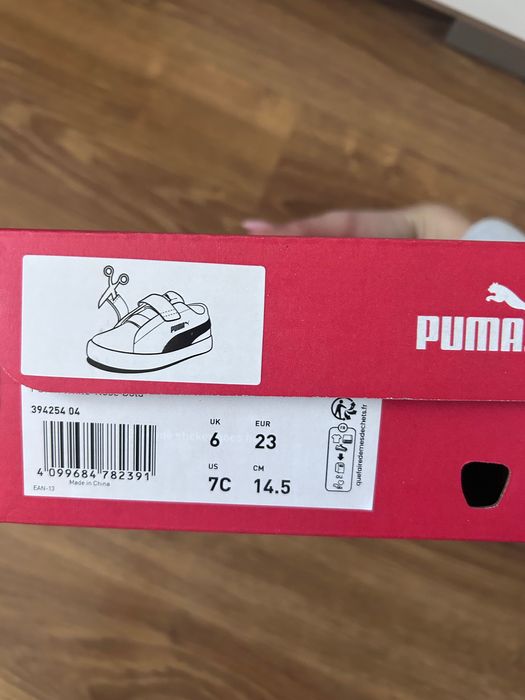 PUMA
PUMA
394254 04
UK
6
EUR
23
US
7C
CM
14.5
4 099684 782391
EAN-13
Made in China
quefairedemesdechets.fr